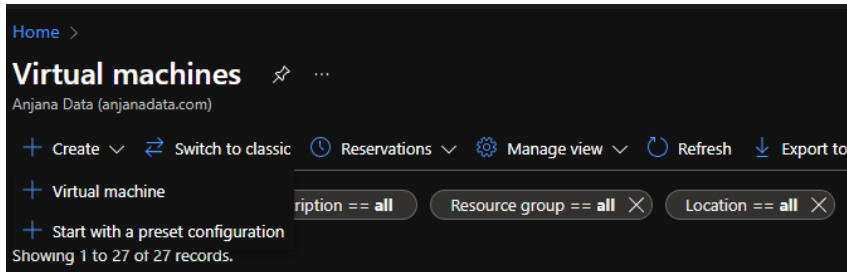 Home >
Virtual machines ...
Anjana Data (anjanadata.com)
Create Switch to classic Reservations Manage view Refresh Export to
Virtual machine
ription == all Resource group == all Location == all
Start with a preset configuration
Showing 1 to 27 of 27 records.